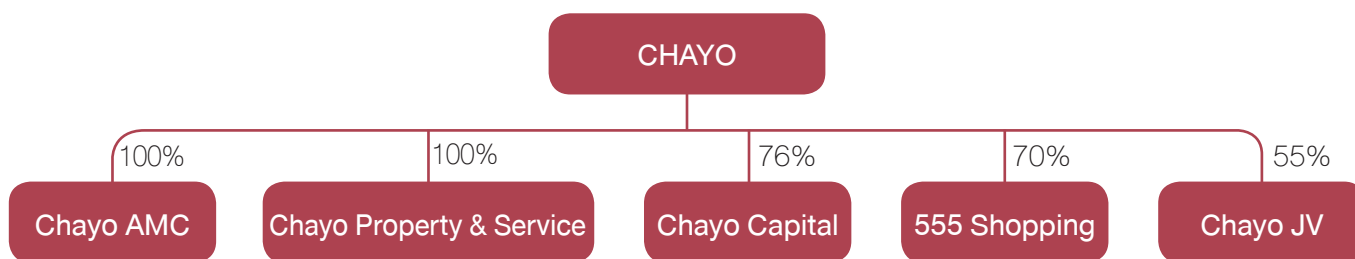 CHAYO
100%
100%
76%
70%
55%
Chayo AMC
Chayo Property & Service
Chayo Capital
555 Shopping
Chayo JV